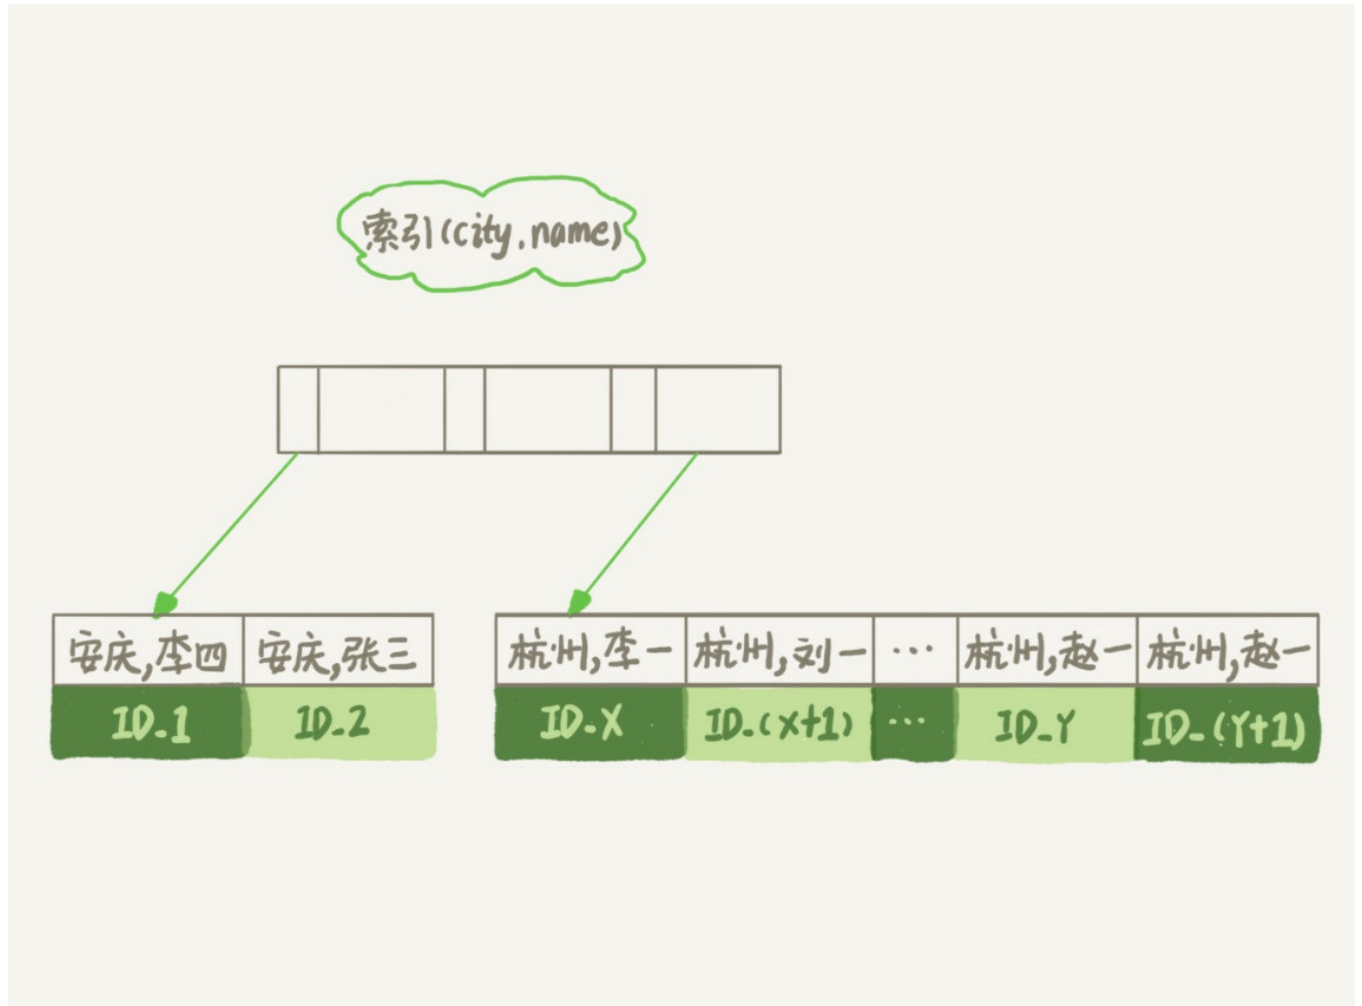 索引(city,name)
安庆,李四 安庆,张三 杭州,李一 杭州,刘一 ... 杭州,赵一 杭州,赵一
ID_1 ID_2 ID_X ID_(X+1) ... ID_Y ID_(Y+1)